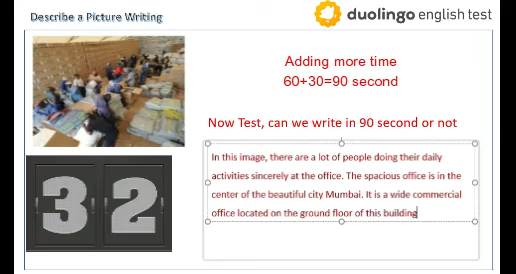 Describe a Picture Writing
duolingo english test
Adding more time
60+30=90 second
Now Test, can we write in 90 second or not
In this image, there are a lot of people doing their daily
activities sincerely at the office. The spacious office is in the
center of the beautiful city Mumbai. It is a wide commercial
office located on the ground floor of this building
32